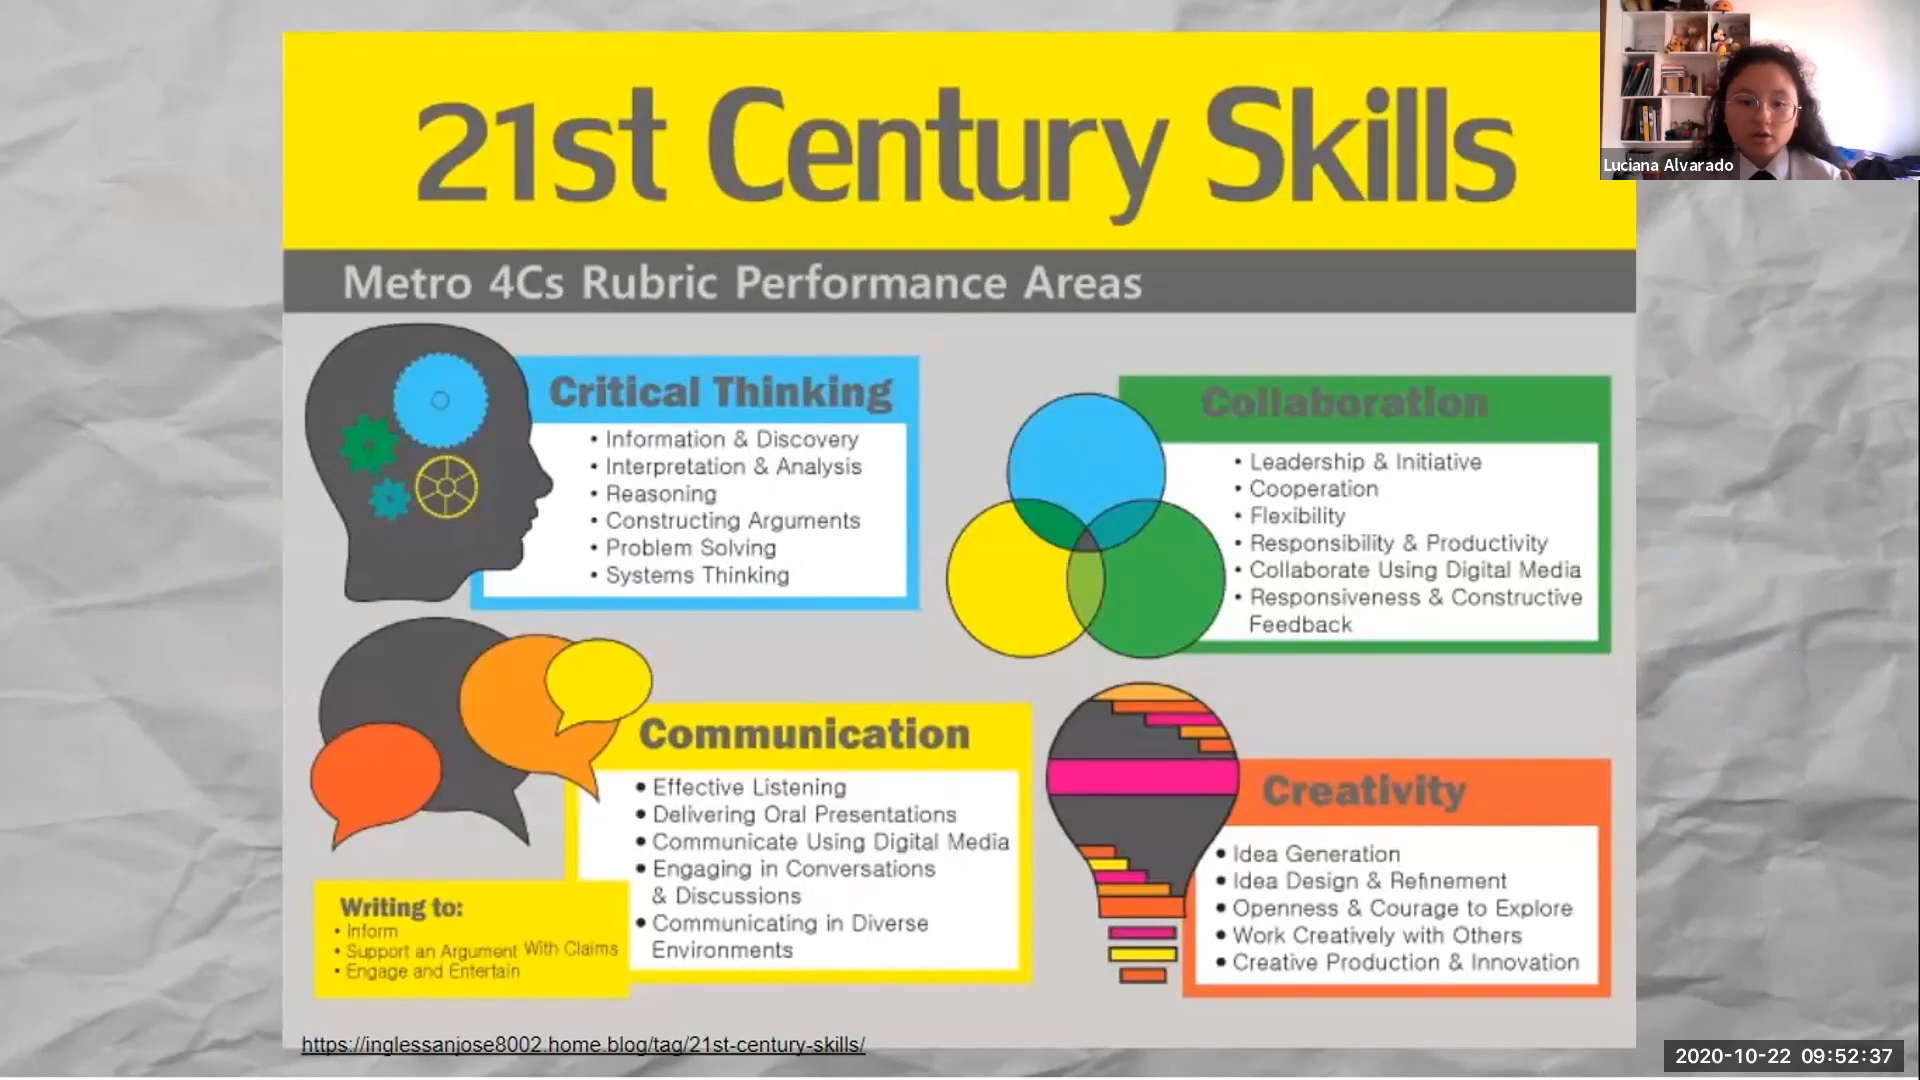 21st Century Skills
Luciana Alvarado
Metro 4Cs Rubric Performance Areas
Critical Thinking
• Information & Discovery
• Interpretation & Analysis
• Reasoning
• Constructing Arguments
• Problem Solving
• Systems Thinking
Collaboration
• Leadership & Initiative
• Cooperation
• Flexibility
• Responsibility & Productivity
• Collaborate Using Digital Media
• Responsiveness & Constructive
Feedback
Communication
• Effective Listening
• Delivering Oral Presentations
• Communicate Using Digital Media
• Engaging in Conversations
& Discussions
• Communicating in Diverse
Environments
Writing to:
• Inform
• Support an Argument With Claims
• Engage and Entertain
Creativity
• Idea Generation
• Idea Design & Refinement
• Openness & Courage to Explore
• Work Creatively with Others
• Creative Production & Innovation
https://inglessanjose8002.home.blog/tag/21st-century-skills/
2020-10-22 09:52:37